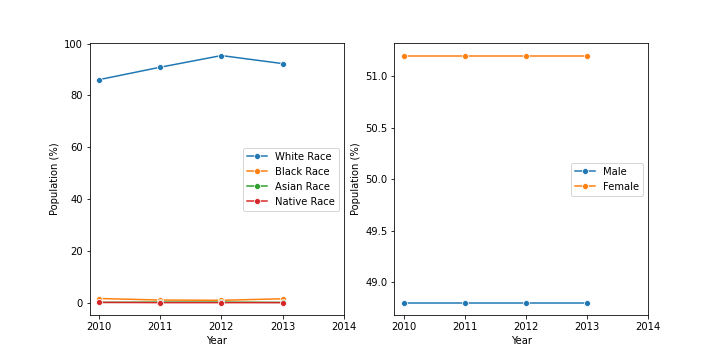 100
80
60
40
20
0
Population (%)
2010 2011 2012 2013 2014
Year
White Race
Black Race
Asian Race
Native Race
51.0
50.5
50.0
49.5
49.0
Population (%)
2010 2011 2012 2013 2014
Year
Male
Female